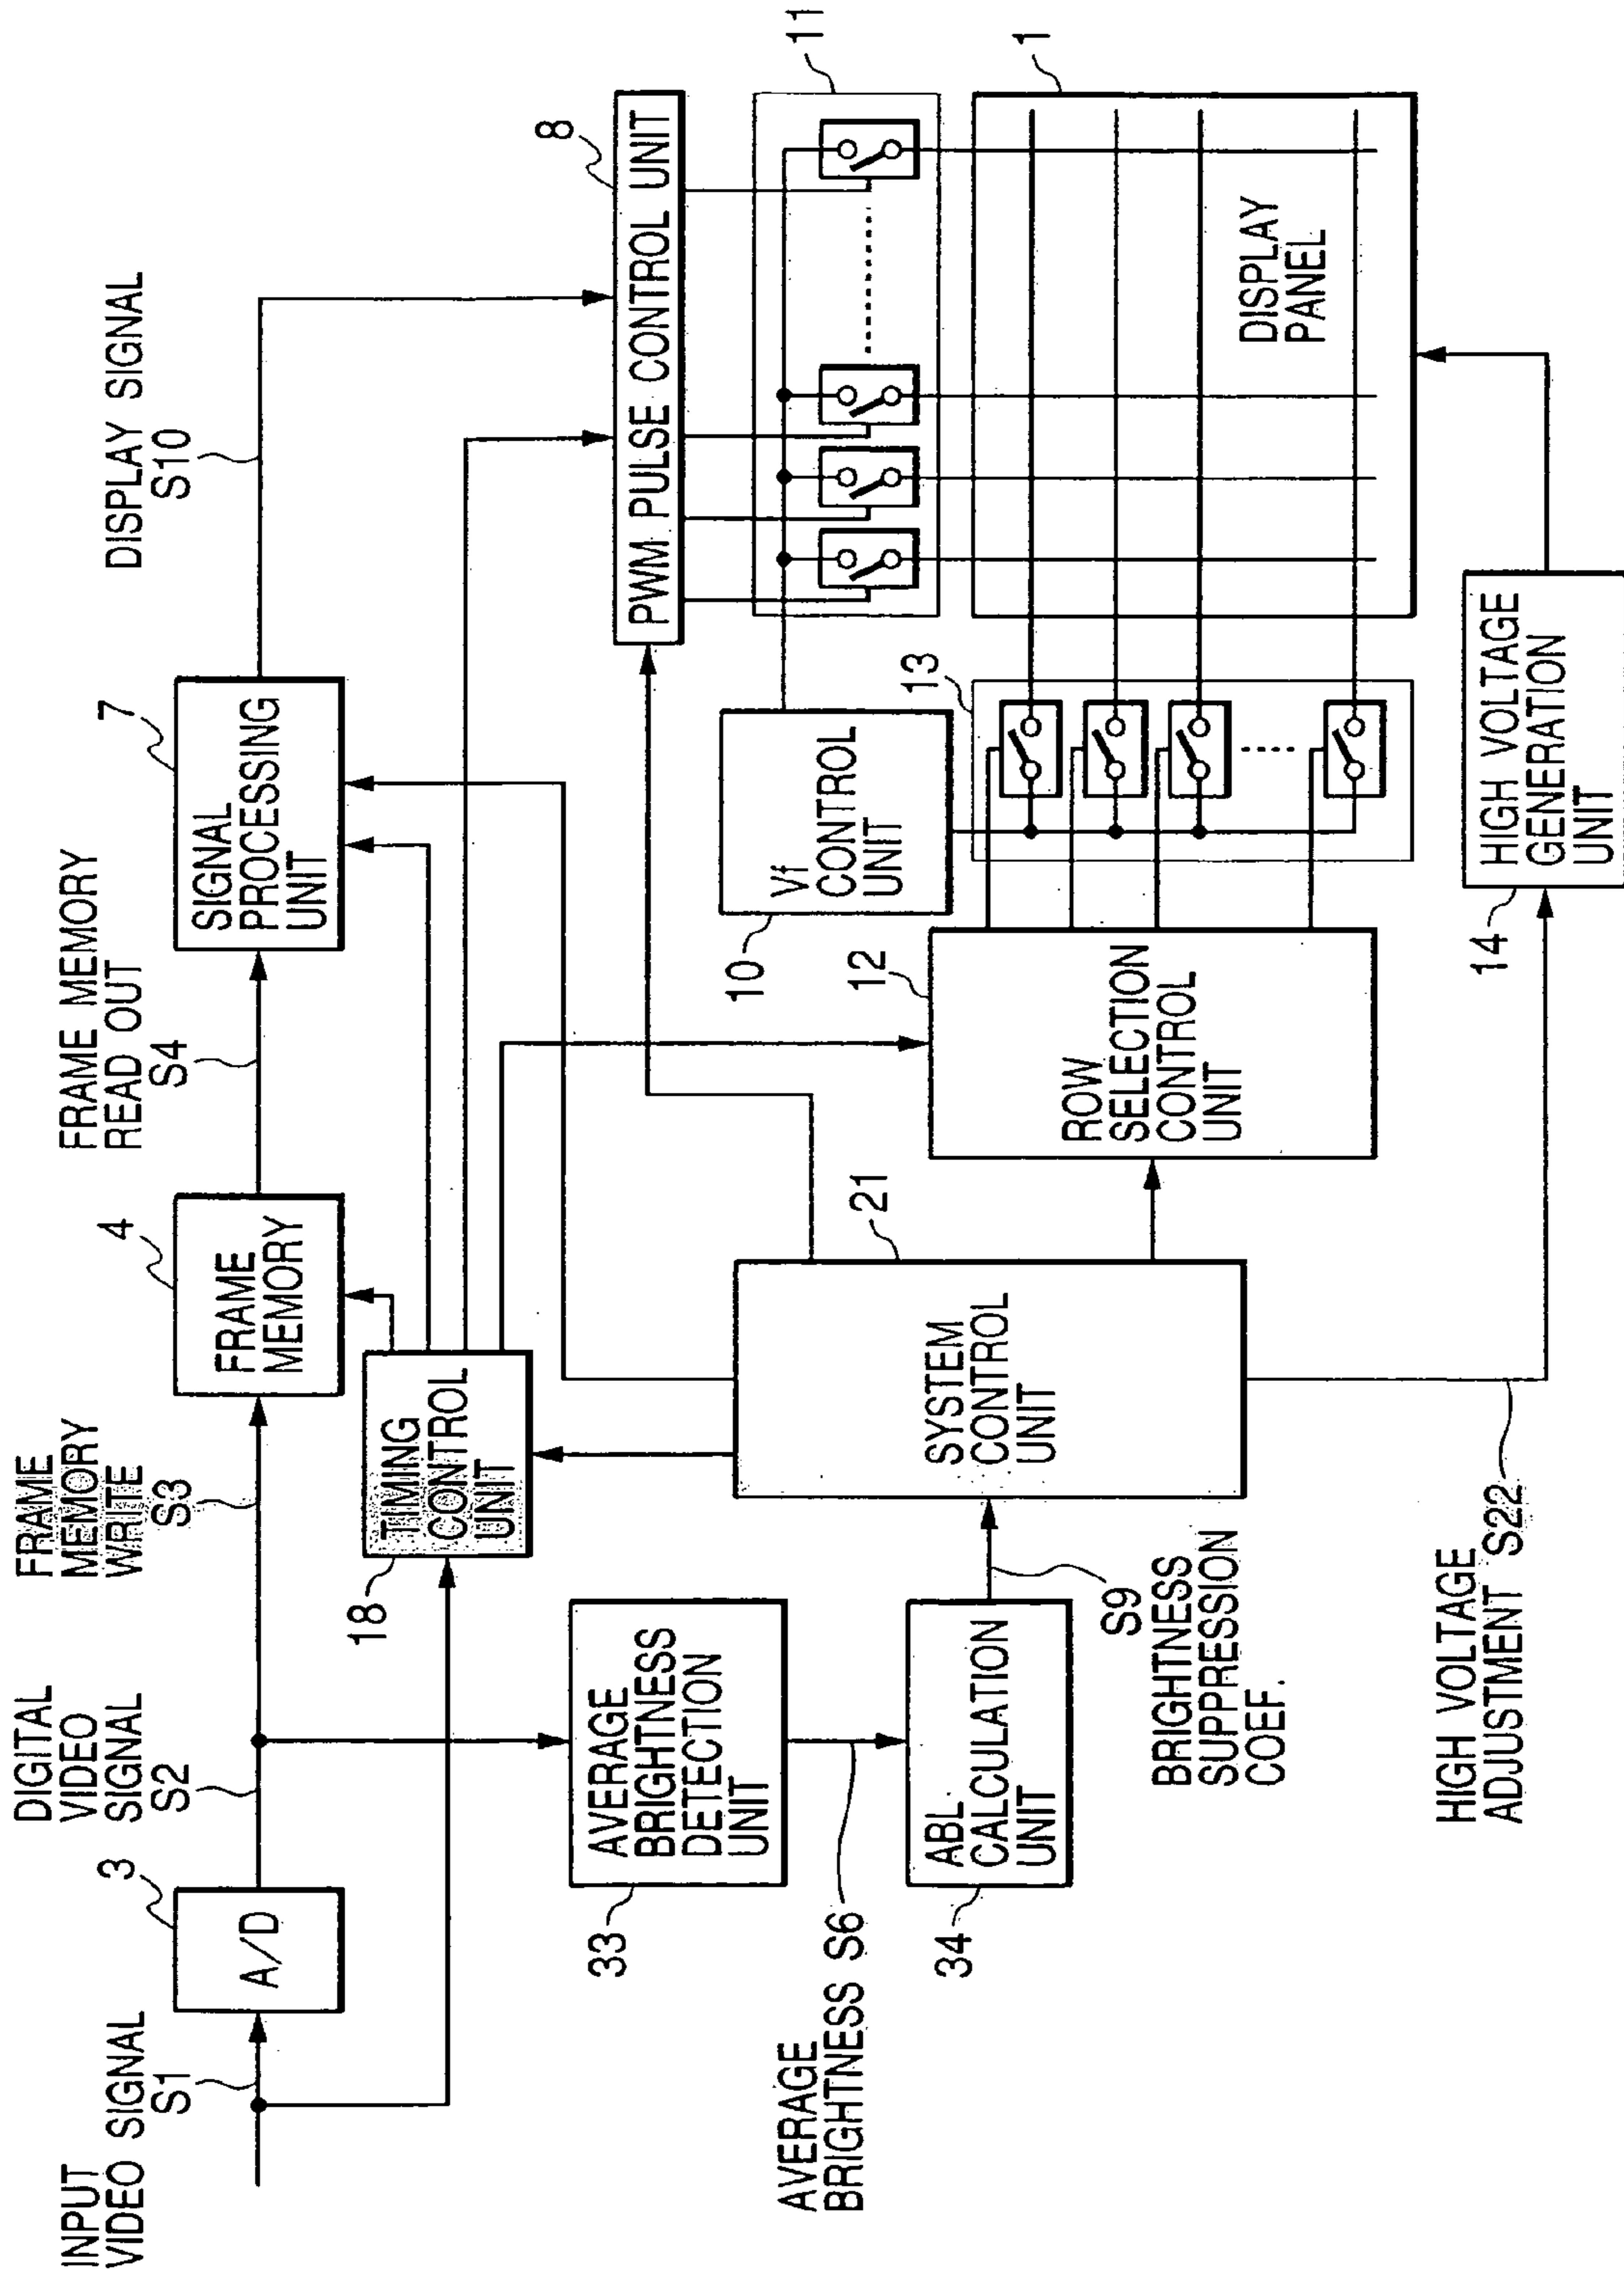 INPUT
VIDEO SIGNAL
S1
3
A/D
DIGITAL
VIDEO
SIGNAL
S2
FRAME
MEMORY
WRITE
S3
4
FRAME
MEMORY
FRAME MEMORY
READ OUT
S4
7
SIGNAL
PROCESSING
UNIT
DISPLAY SIGNAL
S10
18
TIMING
CONTROL
UNIT
8
PWM PULSE CONTROL UNIT
11
33
AVERAGE
BRIGHTNESS
DETECTION
UNIT
AVERAGE
BRIGHTNESS S6
34
ABL
CALCULATION
UNIT
S9
BRIGHTNESS
SUPPRESSION
COEF.
21
SYSTEM
CONTROL
UNIT
10
Vf
CONTROL
UNIT
12
ROW
SELECTION
CONTROL
UNIT
13
1
DISPLAY
PANEL
HIGH VOLTAGE
ADJUSTMENT S22
14
HIGH VOLTAGE
GENERATION
UNIT